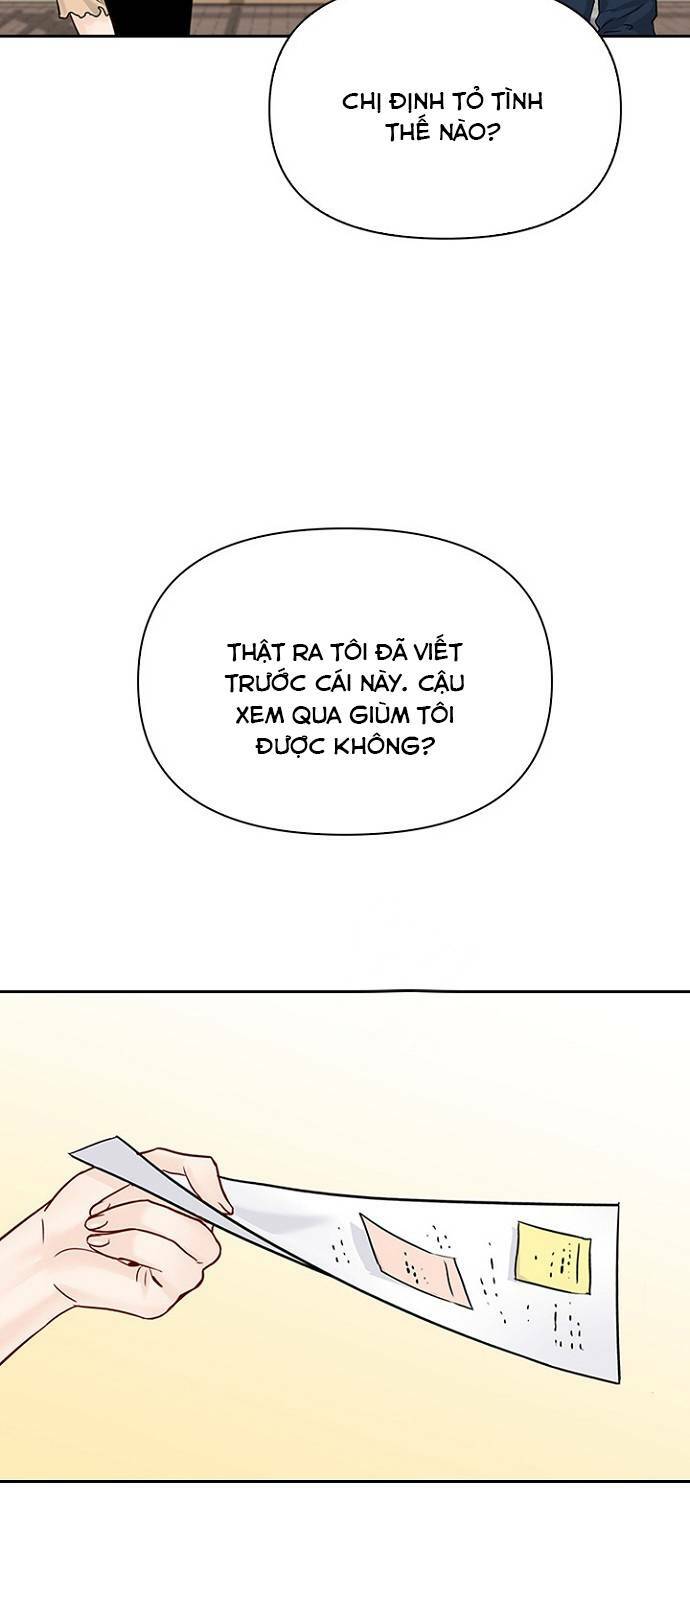 CHỊ ĐỊNH TỎ TÌNH
THẾ NÀO?
THẬT RA TÔI ĐÃ VIẾT
TRƯỚC CÁI NÀY. CẬU
XEM QUA GIÙM TÔI
ĐƯỢC KHÔNG?